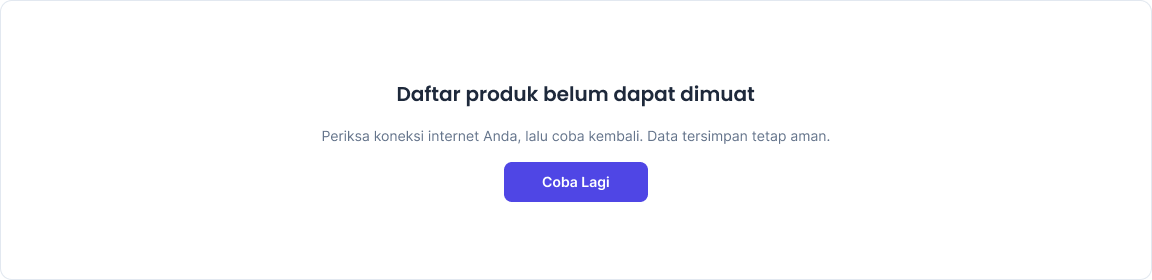 Daftar produk belum dapat dimuat
Periksa koneksi internet Anda, lalu coba kembali. Data tersimpan tetap aman.
Coba Lagi